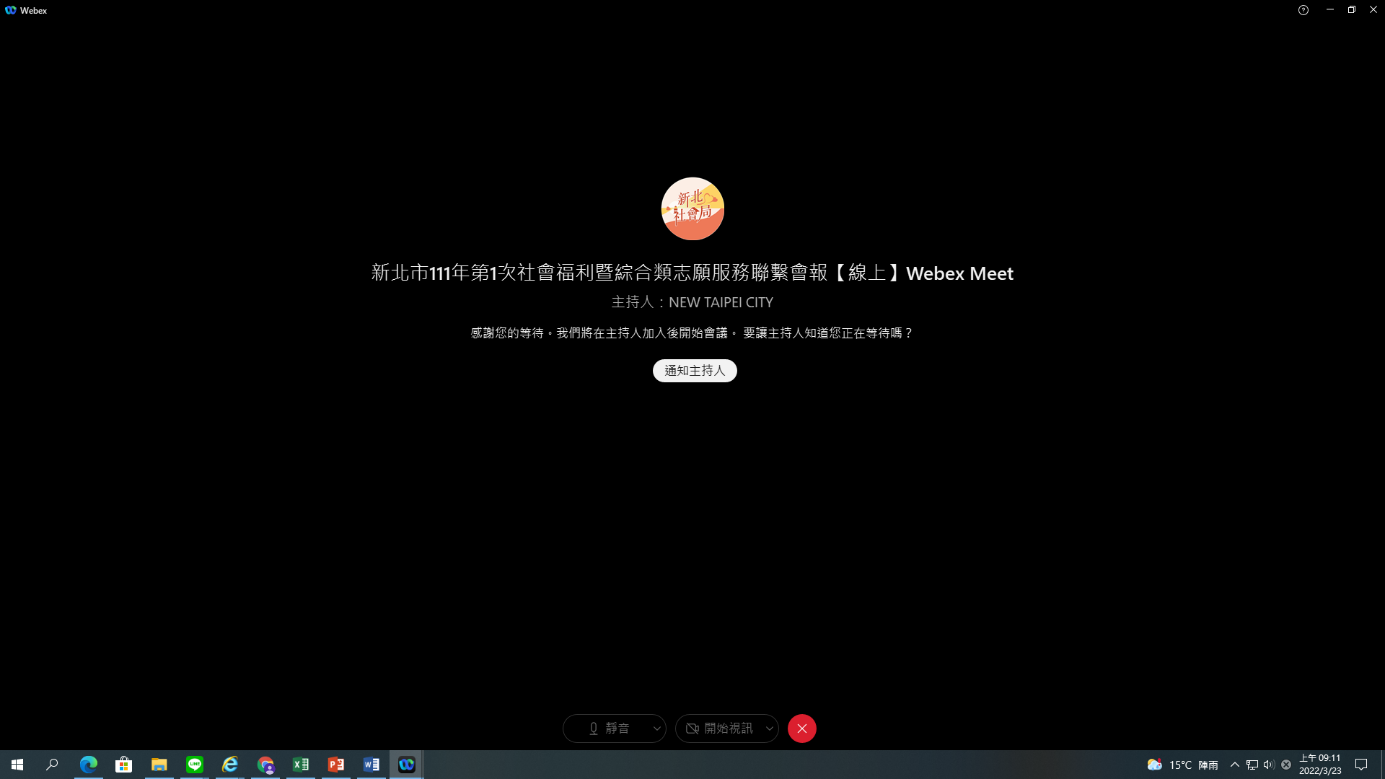 Webex
新北
社會局
新北市111年第1次社會福利暨綜合類志願服務聯繫會報【線上】Webex Meet
主持人：NEW TAIPEI CITY
感謝您的等待。我們將在主持人加入後開始會議。 要讓主持人知道您正在等待嗎？
通知主持人
靜音
開始視訊
15°C 陣雨
上午 09:11
2022/3/23